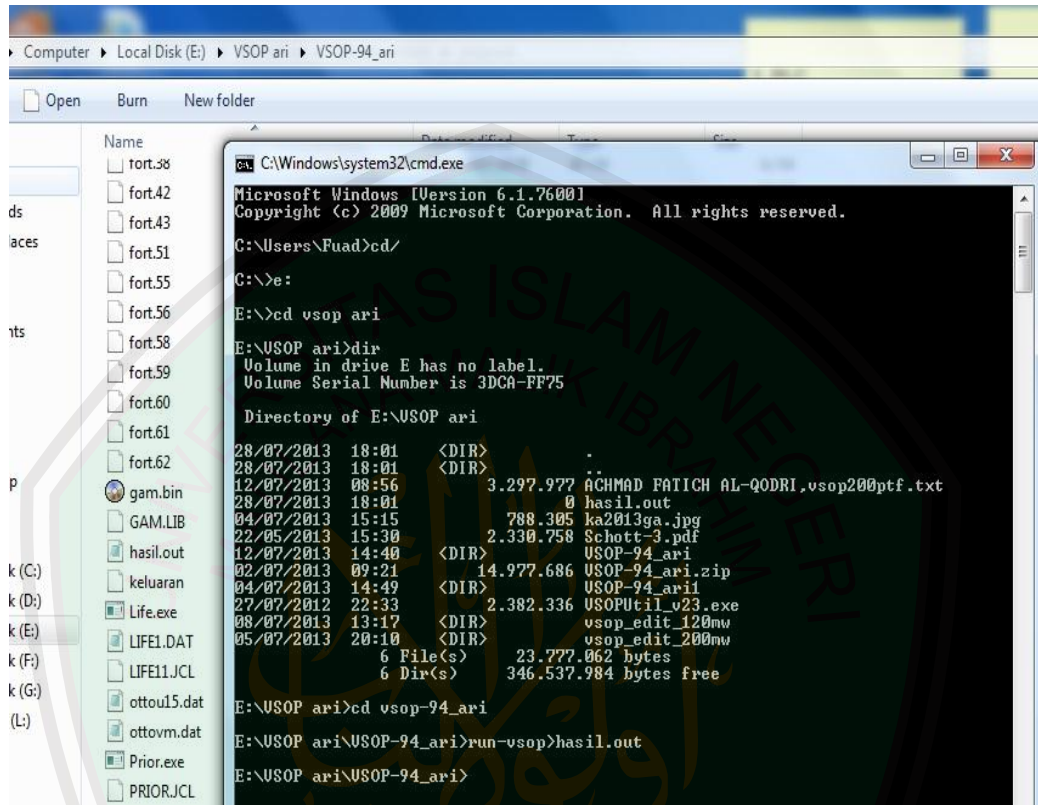 Computer ▸ Local Disk (E:) ▸ VSOP ari ▸ VSOP-94_ari
Open Burn New folder
Name
fort.38
fort.42
fort.43
fort.51
fort.55
fort.56
fort.58
fort.59
fort.60
fort.61
fort.62
gam.bin
GAM.LIB
hasil.out
keluaran
Life.exe
LIFE1.DAT
LIFE11.JCL
ottou15.dat
ottovm.dat
Prior.exe
PRIOR.JCL
ds
aces
nts
p
k (C:)
k (D:)
k (E:)
k (F:)
k (G:)
(L:)
C:\Windows\system32\cmd.exe
Microsoft Windows [Version 6.1.7600]
Copyright (c) 2009 Microsoft Corporation. All rights reserved.
C:\Users\Fuad>cd/
C:\>e:
E:\>cd vsop ari
E:\VSOP ari>dir
Volume in drive E has no label.
Volume Serial Number is 3DCA-FF75
Directory of E:\VSOP ari
28/07/2013 18:01 <DIR> .
28/07/2013 18:01 <DIR> ..
12/07/2013 08:56 3.297.977 ACHMAD FATICH AL-QODRI,vsop200ptf.txt
28/07/2013 18:01 0 hasil.out
04/07/2013 15:15 788.305 ka2013ga.jpg
22/05/2013 15:30 2.330.758 Schott-3.pdf
12/07/2013 14:40 <DIR> VSOP-94_ari
02/07/2013 09:21 14.977.686 VSOP-94_ari.zip
04/07/2013 14:49 <DIR> VSOP-94_ari1
27/07/2012 22:33 2.382.336 VSOPUtil_v23.exe
08/07/2013 13:17 <DIR> vsop_edit_120mw
05/07/2013 20:10 <DIR> vsop_edit_200mw
6 File(s) 23.777.062 bytes
6 Dir(s) 346.537.984 bytes free
E:\VSOP ari>cd vsop-94_ari
E:\VSOP ari\VSOP-94_ari>run-vsop>hasil.out
E:\VSOP ari\VSOP-94_ari>